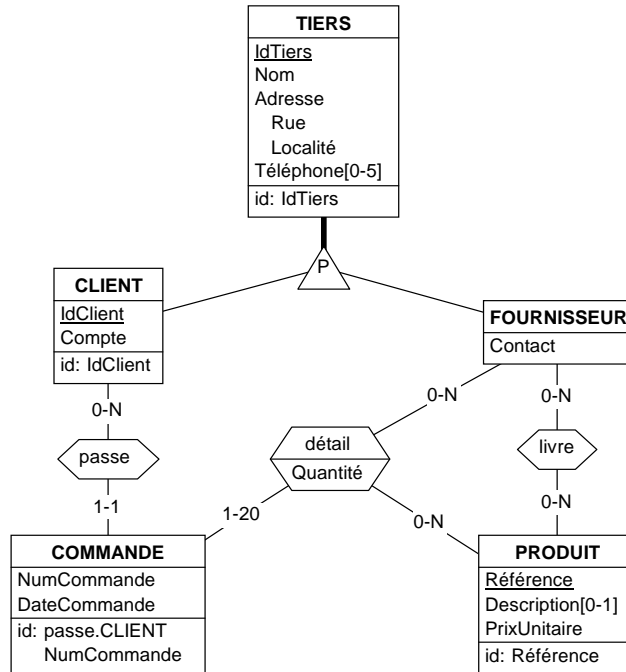 TIERS
IdTiers
Nom
Adresse
Rue
Localité
Téléphone[0-5]
id: IdTiers
P
CLIENT
IdClient
Compte
id: IdClient
FOURNISSEUR
Contact
0-N
0-N
0-N
passe
détail
Quantité
livre
1-1
1-20
0-N
0-N
COMMANDE
NumCommande
DateCommande
id: passe.CLIENT
NumCommande
PRODUIT
Référence
Description[0-1]
PrixUnitaire
id: Référence